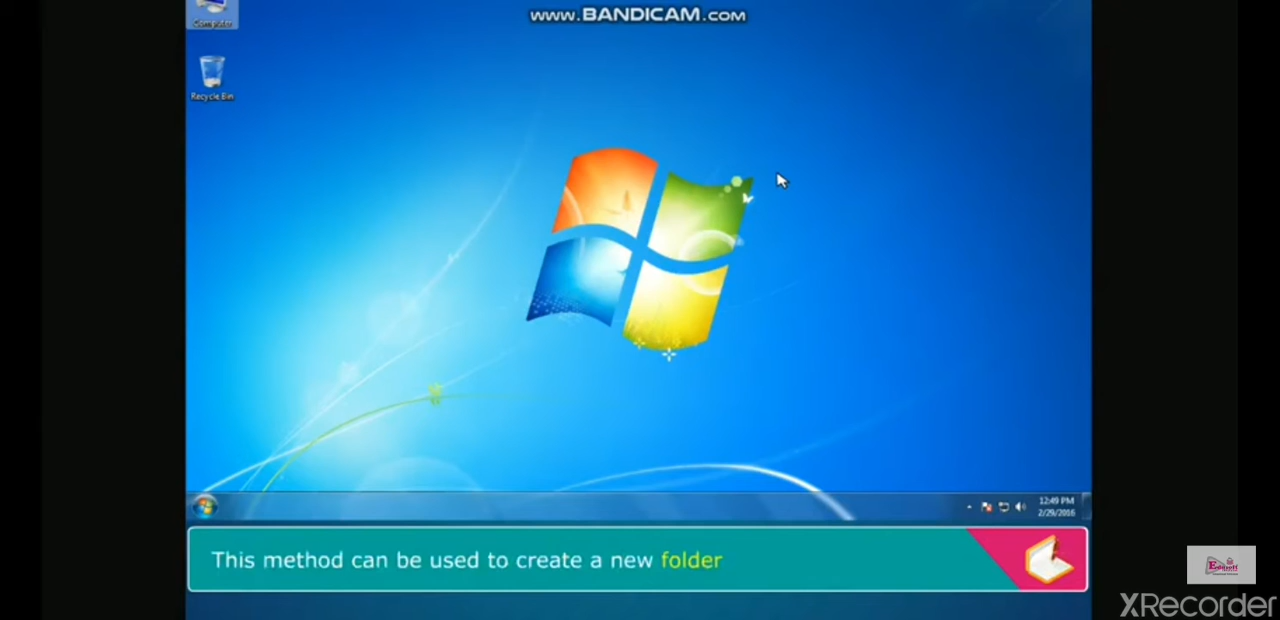 www.BANDICAM.com
Computer
Recycle Bin
12:49 PM
2/29/2016
This method can be used to create a new folder
XRecorder